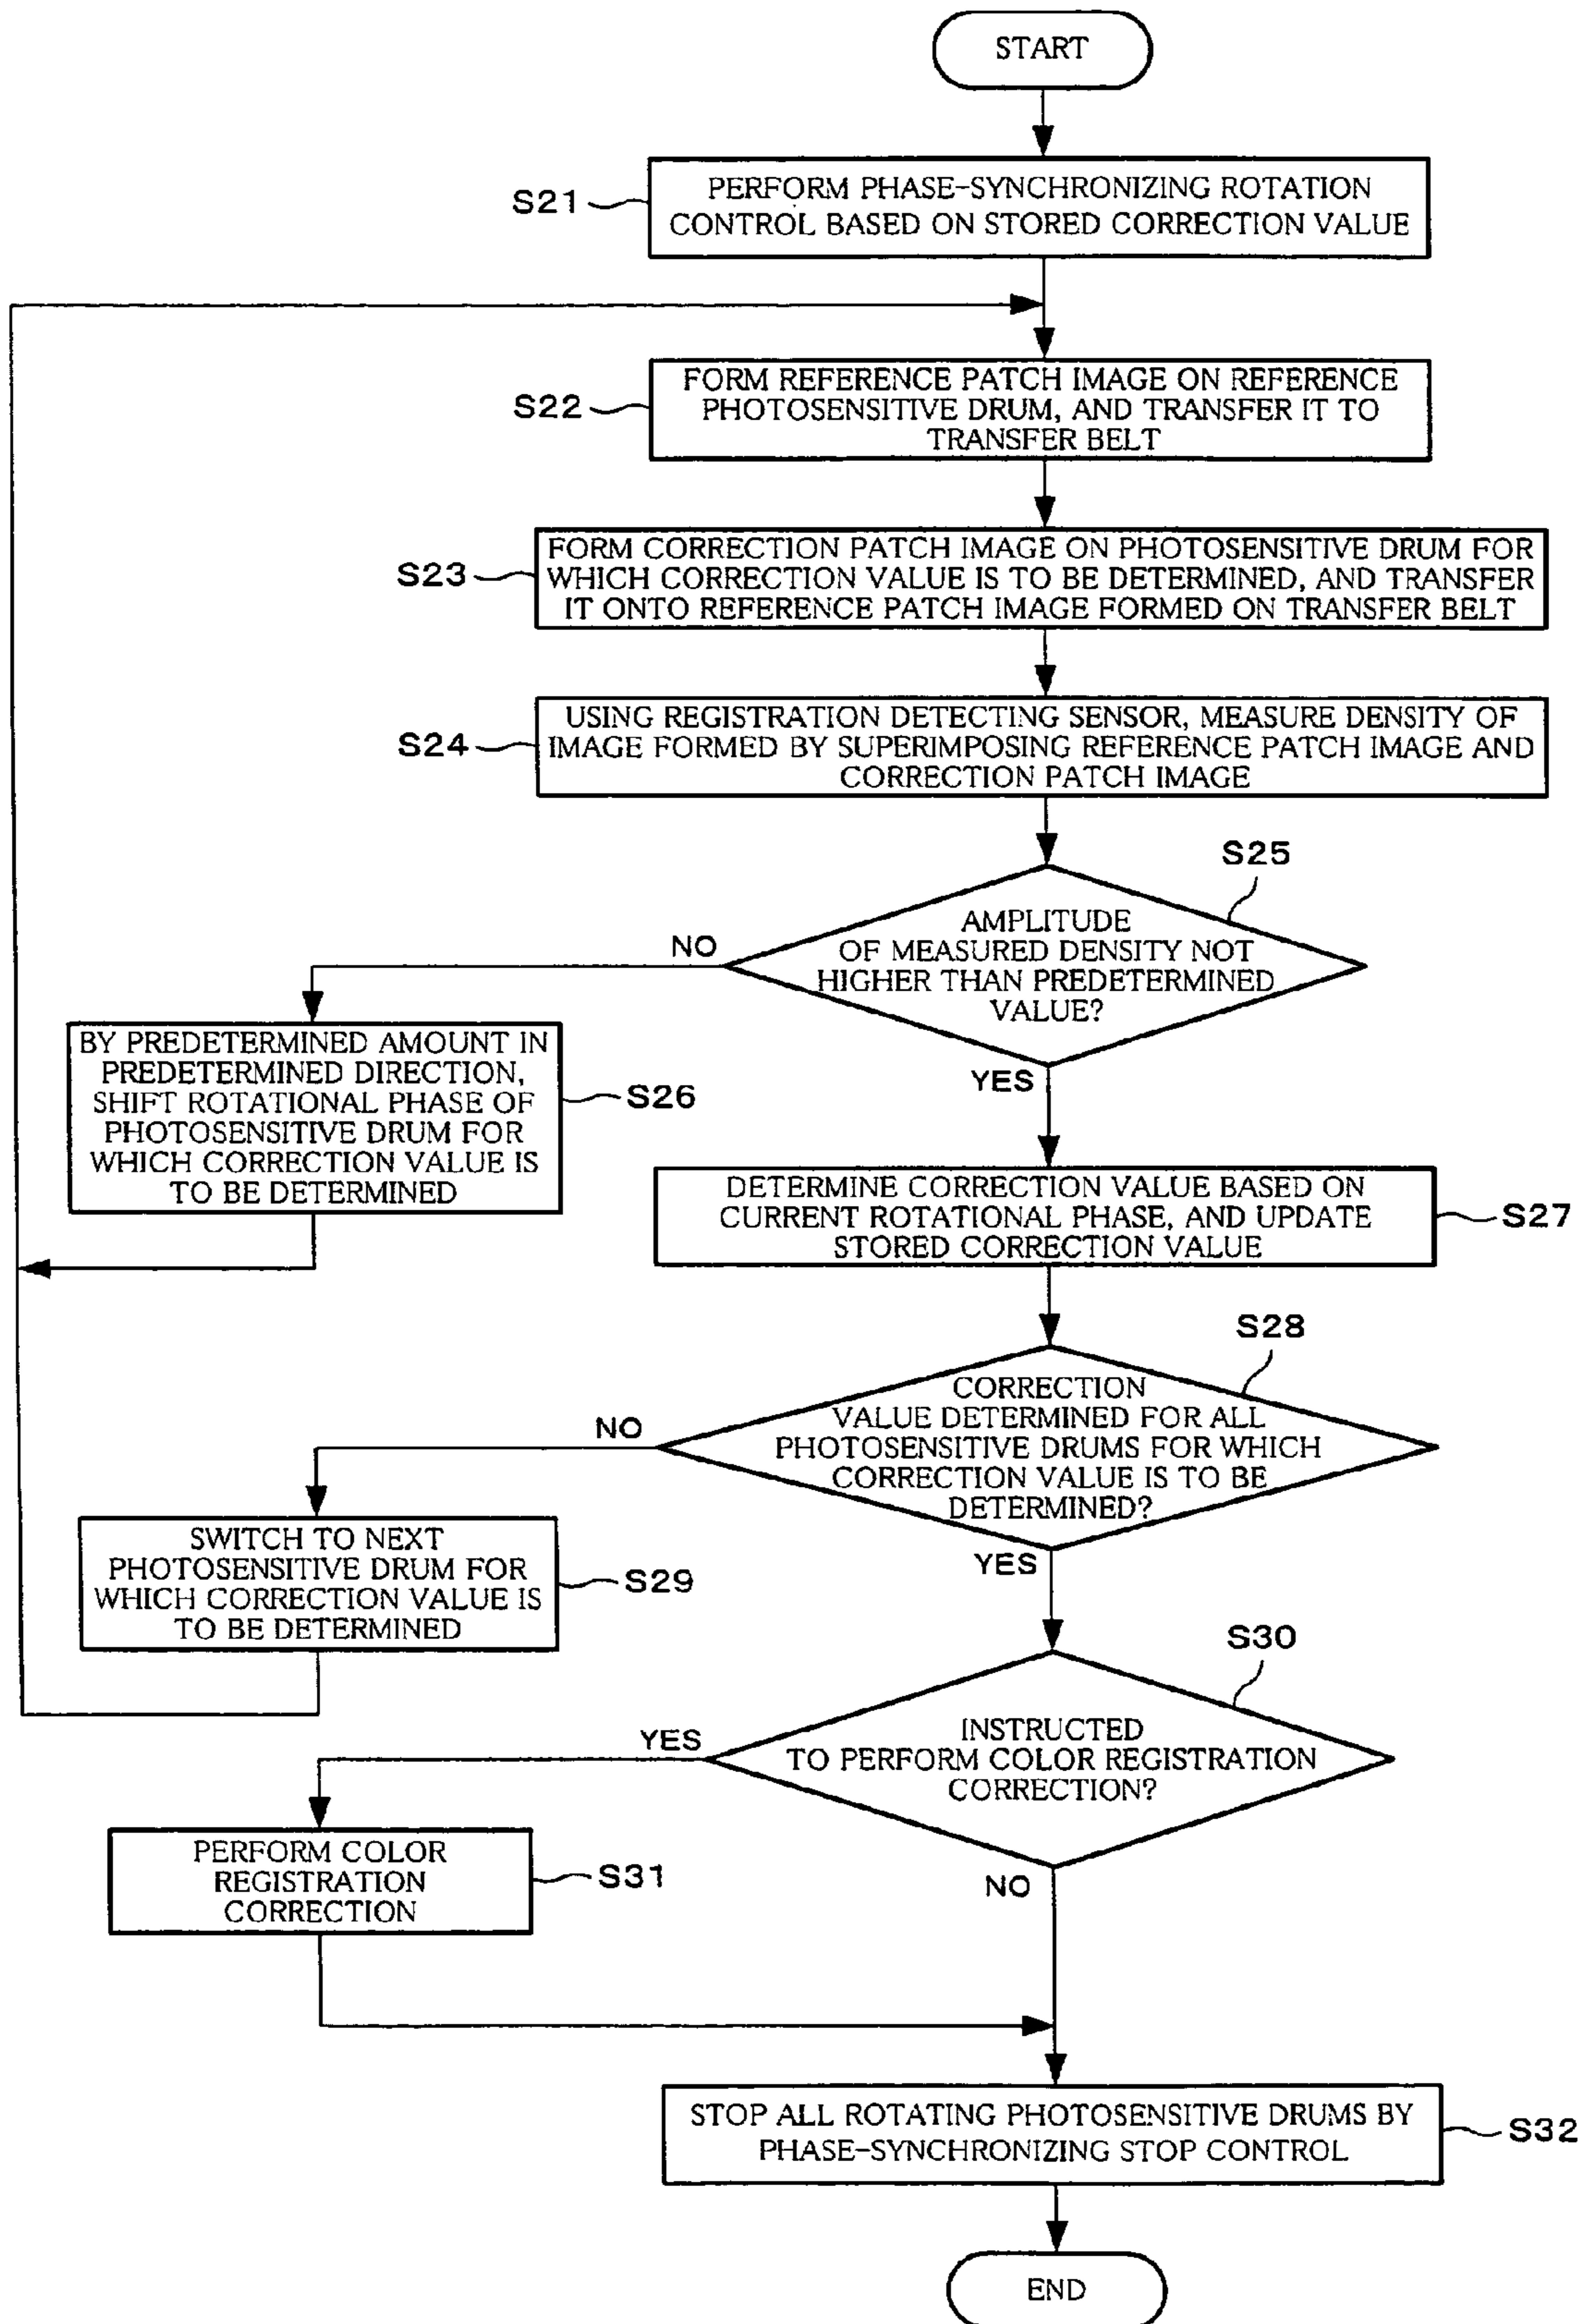 START
S21
PERFORM PHASE-SYNCHRONIZING ROTATION
CONTROL BASED ON STORED CORRECTION VALUE
S22
FORM REFERENCE PATCH IMAGE ON REFERENCE
PHOTOSENSITIVE DRUM, AND TRANSFER IT TO
TRANSFER BELT
S23
FORM CORRECTION PATCH IMAGE ON PHOTOSENSITIVE DRUM FOR
WHICH CORRECTION VALUE IS TO BE DETERMINED, AND TRANSFER
IT ONTO REFERENCE PATCH IMAGE FORMED ON TRANSFER BELT
S24
USING REGISTRATION DETECTING SENSOR, MEASURE DENSITY OF
IMAGE FORMED BY SUPERIMPOSING REFERENCE PATCH IMAGE AND
CORRECTION PATCH IMAGE
S25
AMPLITUDE
OF MEASURED DENSITY NOT
HIGHER THAN PREDETERMINED
VALUE?
NO
YES
BY PREDETERMINED AMOUNT IN
PREDETERMINED DIRECTION,
SHIFT ROTATIONAL PHASE OF
PHOTOSENSITIVE DRUM FOR
WHICH CORRECTION VALUE IS
TO BE DETERMINED
S26
DETERMINE CORRECTION VALUE BASED ON
CURRENT ROTATIONAL PHASE, AND UPDATE
STORED CORRECTION VALUE
S27
S28
CORRECTION
VALUE DETERMINED FOR ALL
PHOTOSENSITIVE DRUMS FOR WHICH
CORRECTION VALUE IS TO BE
DETERMINED?
NO
YES
SWITCH TO NEXT
PHOTOSENSITIVE DRUM FOR
WHICH CORRECTION VALUE IS
TO BE DETERMINED
S29
S30
INSTRUCTED
TO PERFORM COLOR REGISTRATION
CORRECTION?
YES
NO
PERFORM COLOR
REGISTRATION
CORRECTION
S31
STOP ALL ROTATING PHOTOSENSITIVE DRUMS BY
PHASE-SYNCHRONIZING STOP CONTROL
S32
END